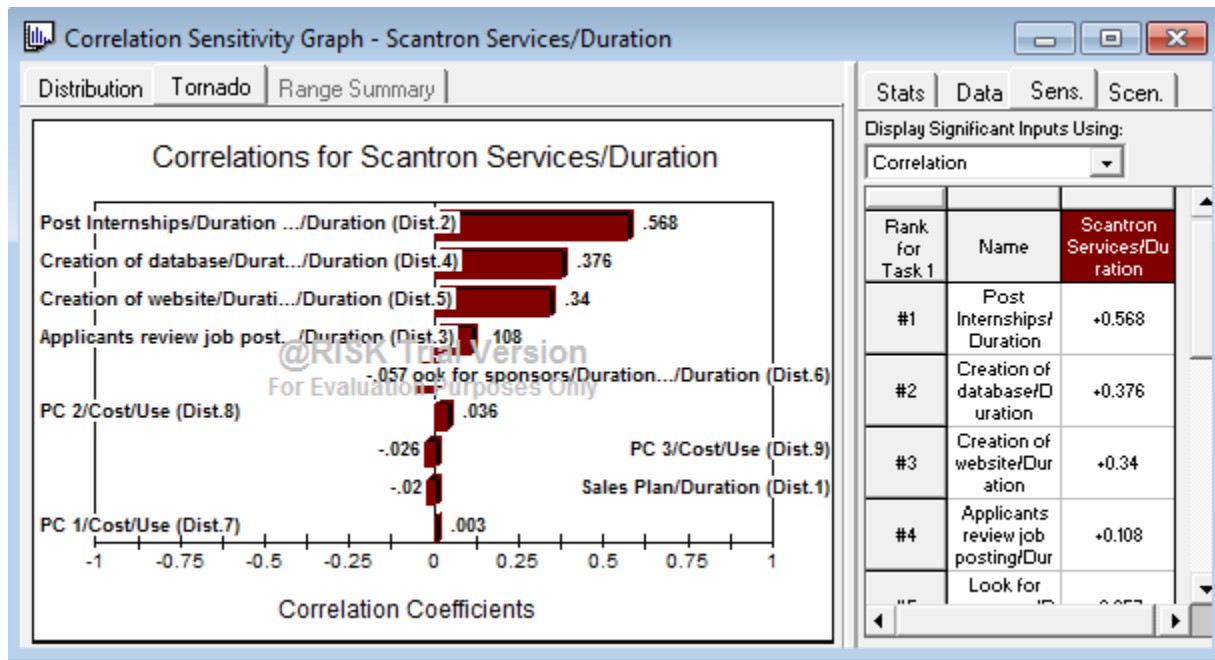 Correlation Sensitivity Graph - Scantron Services/Duration
Distribution Tornado Range Summary
Correlations for Scantron Services/Duration
Post Internships/Duration .../Duration (Dist.2) .568
Creation of database/Durat.../Duration (Dist.4) .376
Creation of website/Durati.../Duration (Dist.5) .34
Applicants review job post.../Duration (Dist.3) .108
@RISK Trial Version
For Evaluation Purposes Only
-.057 ook for sponsors/Duration.../Duration (Dist.6)
PC 2/Cost/Use (Dist.8) .036
-.026 PC 3/Cost/Use (Dist.9)
-.02 Sales Plan/Duration (Dist.1)
PC 1/Cost/Use (Dist.7) .003
-1 -0.75 -0.5 -0.25 0 0.25 0.5 0.75 1
Correlation Coefficients
Stats Data Sens. Scen.
Display Significant Inputs Using:
Correlation
Rank
for
Task 1
Name
Scantron
Services/Du
ration
#1
Post
Internships/
Duration
+0.568
#2
Creation of
database/D
uration
+0.376
#3
Creation of
website/Dur
ation
+0.34
#4
Applicants
review job
posting/Dur
+0.108
Look for